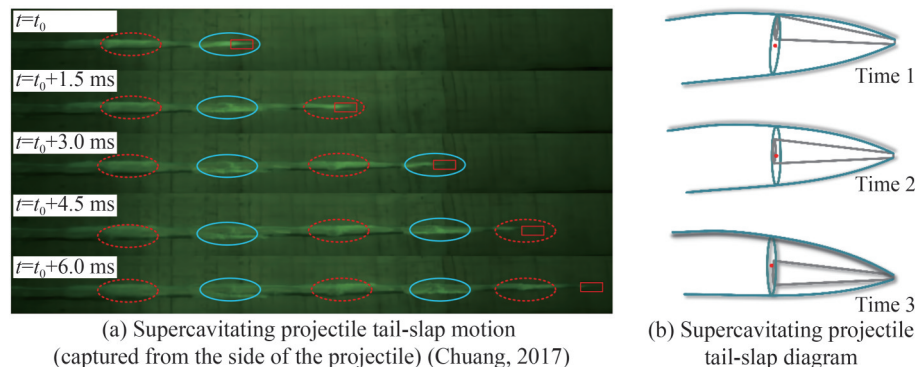 t=t₀
t=t₀+1.5 ms
t=t₀+3.0 ms
t=t₀+4.5 ms
t=t₀+6.0 ms
(a) Supercavitating projectile tail-slap motion
(captured from the side of the projectile) (Chuang, 2017)
Time 1
Time 2
Time 3
(b) Supercavitating projectile
tail-slap diagram